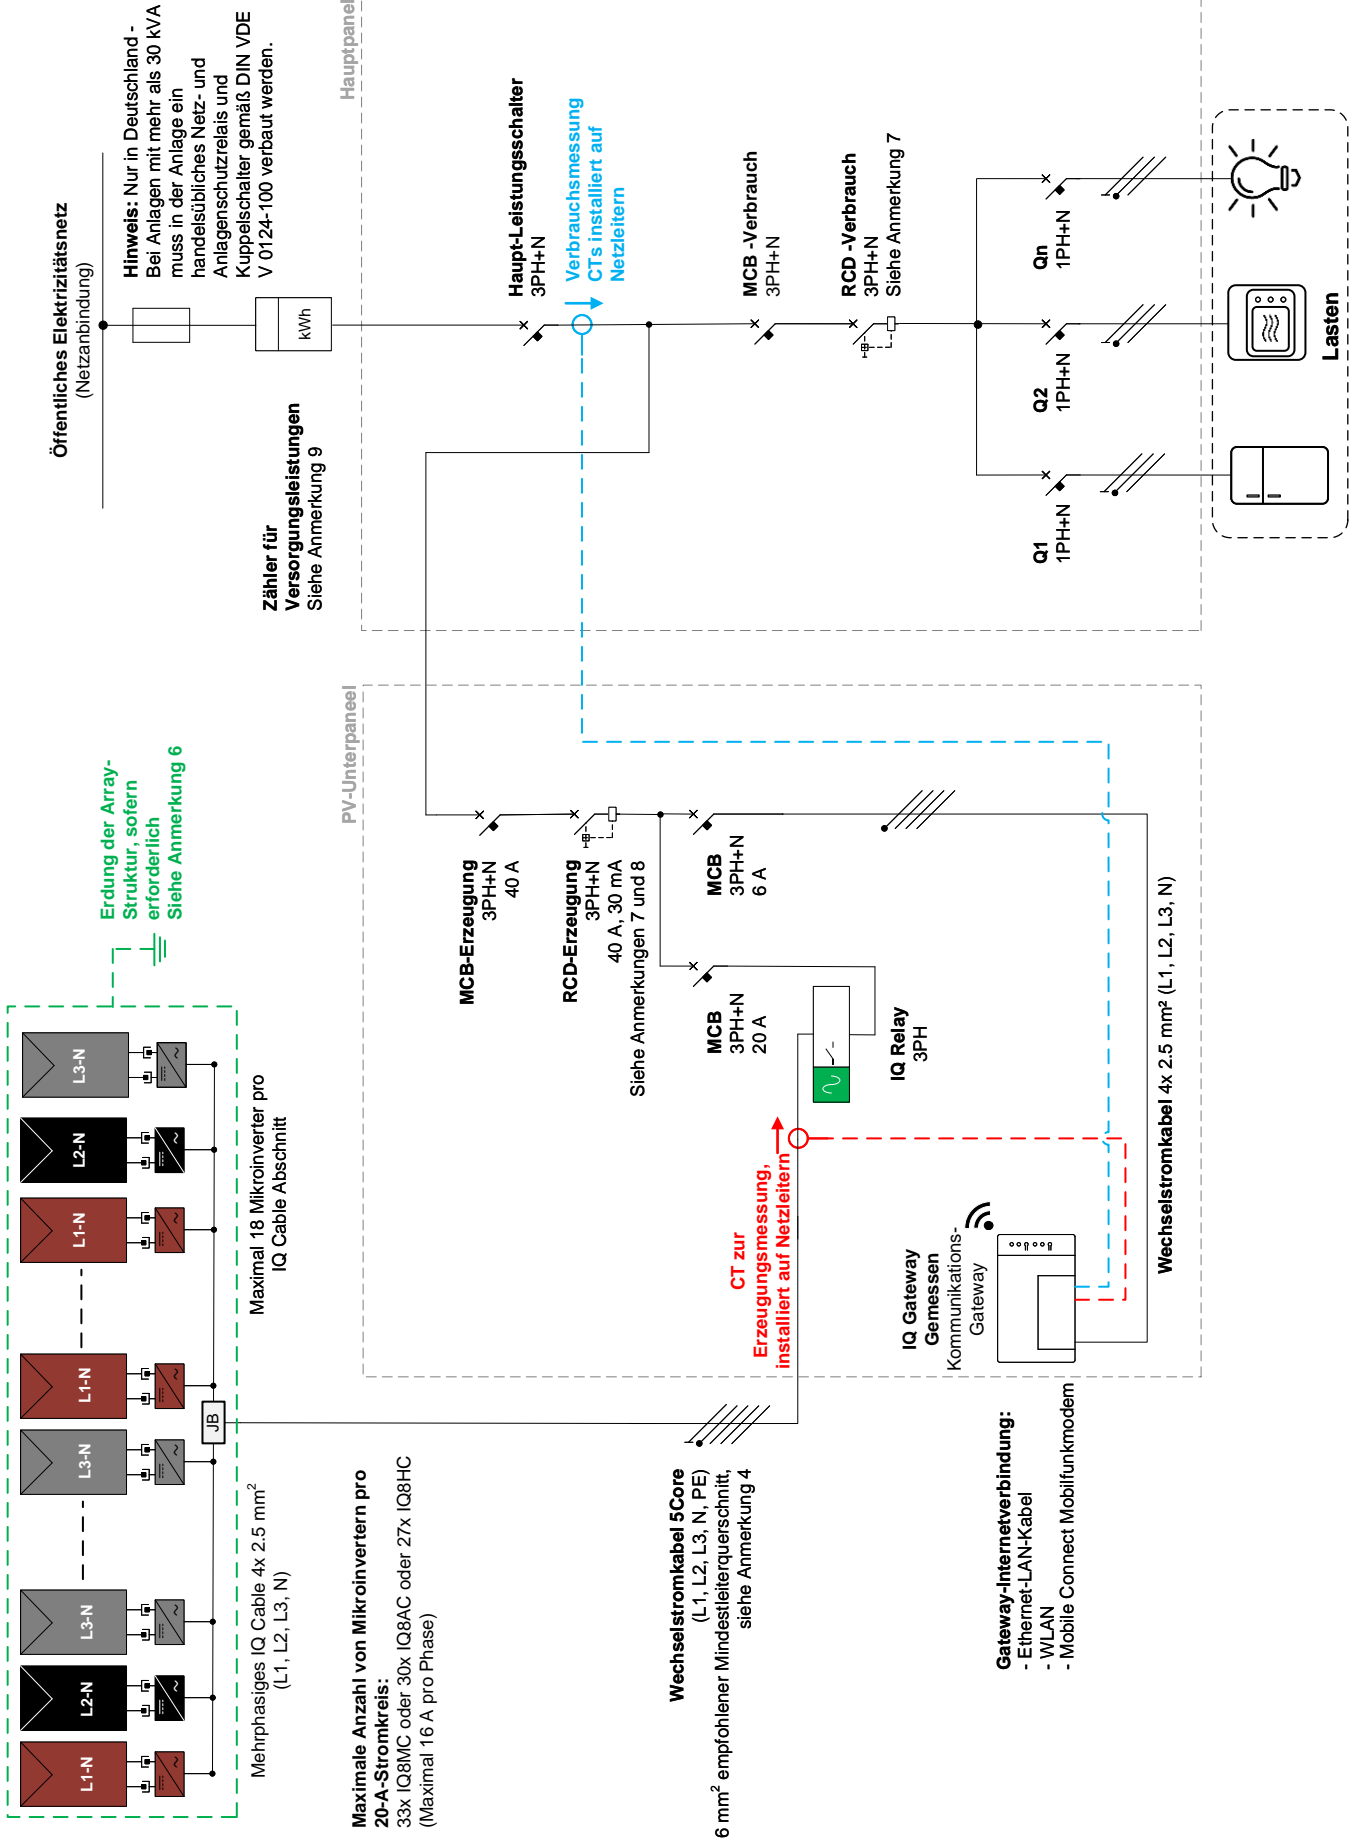 Öffentliches Elektrizitätsnetz
(Netzanbindung)
Hinweis: Nur in Deutschland -
Bei Anlagen mit mehr als 30 kVA
muss in der Anlage ein
handelsübliches Netz- und
Anlagenschutzrelais und
Kuppelschalter gemäß DIN VDE
V 0124-100 verbaut werden.
kWh
Zähler für
Versorgungsleistungen
Siehe Anmerkung 9
Erdung der Array-
Struktur, sofern
erforderlich
Siehe Anmerkung 6
L1-N
L2-N
L3-N
L3-N
L1-N
L1-N
L2-N
L3-N
JB
Mehrphasiges IQ Cable 4x 2.5 mm²
(L1, L2, L3, N)
Maximal 18 Mikroinverter pro
IQ Cable Abschnitt
Maximale Anzahl von Mikroinvertern pro
20-A-Stromkreis:
33x IQ8MC oder 30x IQ8AC oder 27x IQ8HC
(Maximal 16 A pro Phase)
Wechselstromkabel 5Core
(L1, L2, L3, N, PE)
6 mm² empfohlener Mindestleiterquerschnitt,
siehe Anmerkung 4
Gateway-Internetverbindung:
- Ethernet-LAN-Kabel
- WLAN
- Mobile Connect Mobilfunkmodem
PV-Unterpaneel
MCB-Erzeugung
3PH+N
40 A
RCD-Erzeugung
3PH+N
40 A, 30 mA
Siehe Anmerkungen 7 und 8
MCB
3PH+N
20 A
MCB
3PH+N
6 A
IQ Relay
3PH
CT zur
Erzeugungsmessung,
installiert auf Netzleitern
IQ Gateway
Gemessen
Kommunikations-
Gateway
Wechselstromkabel 4x 2.5 mm² (L1, L2, L3, N)
Hauptpanel
Haupt-Leistungsschalter
3PH+N
Verbrauchsmessung
CTs installiert auf
Netzleitern
MCB -Verbrauch
3PH+N
RCD -Verbrauch
3PH+N
Siehe Anmerkung 7
Q1
1PH+N
Q2
1PH+N
Qn
1PH+N
Lasten